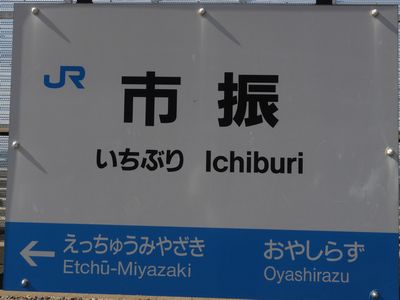 JR
市振
いちぶり Ichiburi
← えっちゅうみやざき おやしらず
Etchū-Miyazaki Oyashirazu